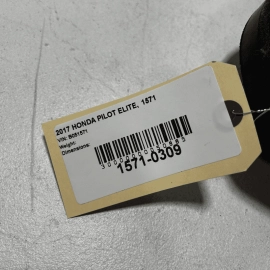 2017 HONDA PILOT ELITE, 1571
VIN: B051571
Weight:
Dimensions:
1571-0309